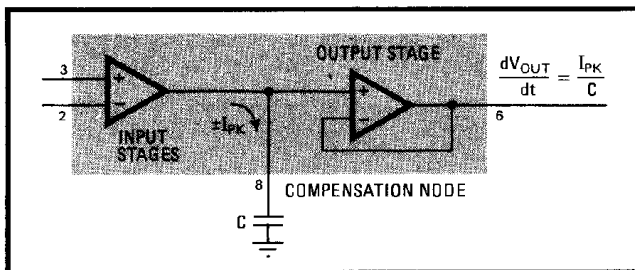 OUTPUT STAGE
dV_OUT / dt = I_PK / C
3
+
−
2
INPUT
STAGES
±I_PK
+
−
6
8
COMPENSATION NODE
C